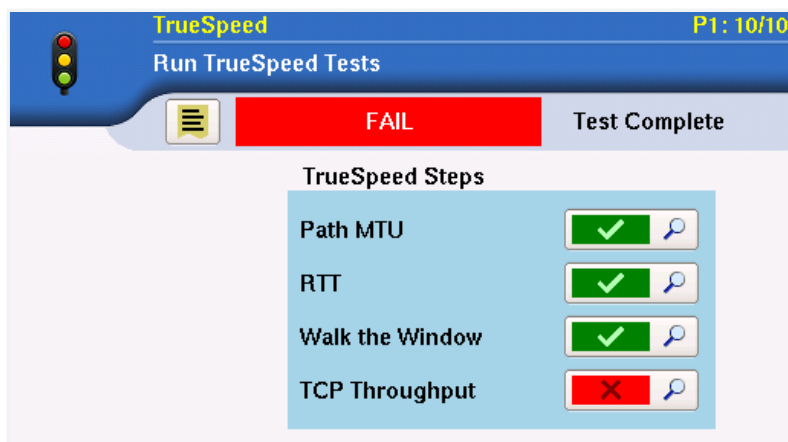 TrueSpeed P1: 10/10
Run TrueSpeed Tests
FAIL Test Complete
TrueSpeed Steps
Path MTU
RTT
Walk the Window
TCP Throughput